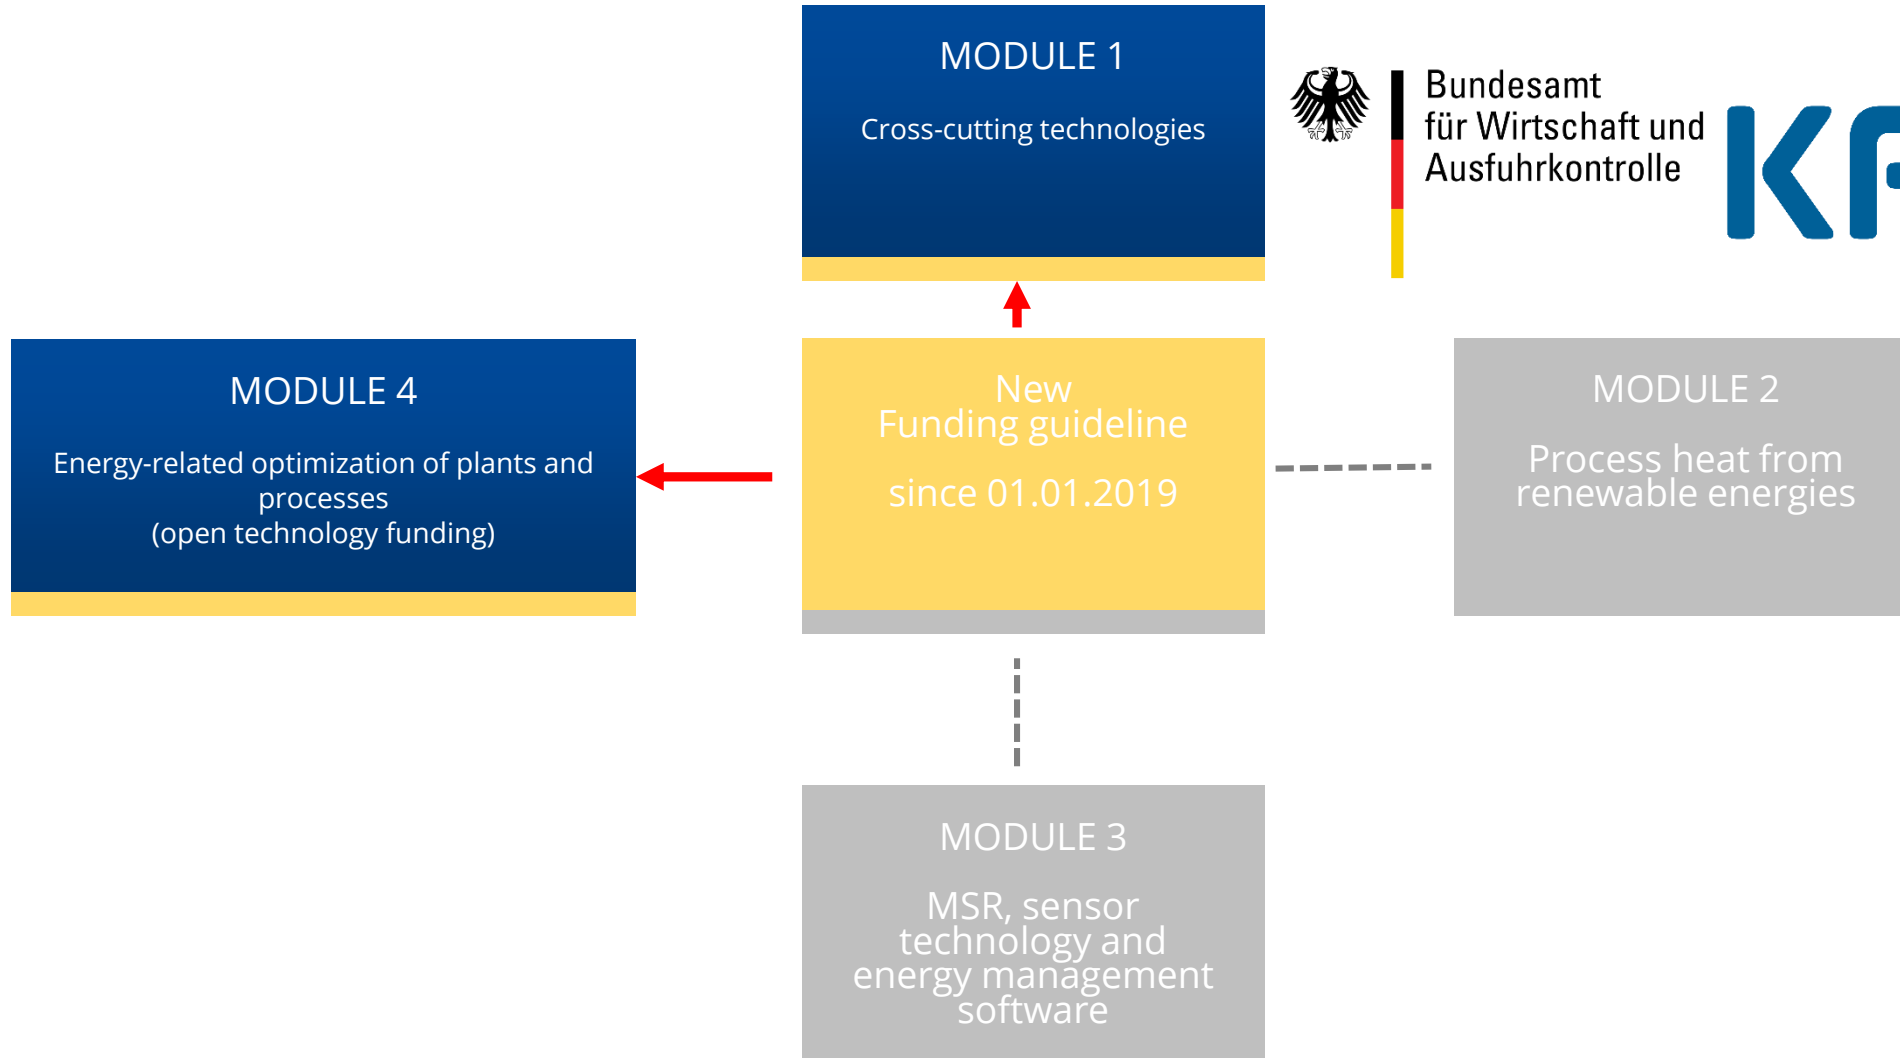 MODULE 1
Cross-cutting technologies
Bundesamt
für Wirtschaft und
Ausfuhrkontrolle
MODULE 4
Energy-related optimization of plants and
processes
(open technology funding)
New
Funding guideline
since 01.01.2019
MODULE 2
Process heat from
renewable energies
MODULE 3
MSR, sensor
technology and
energy management
software